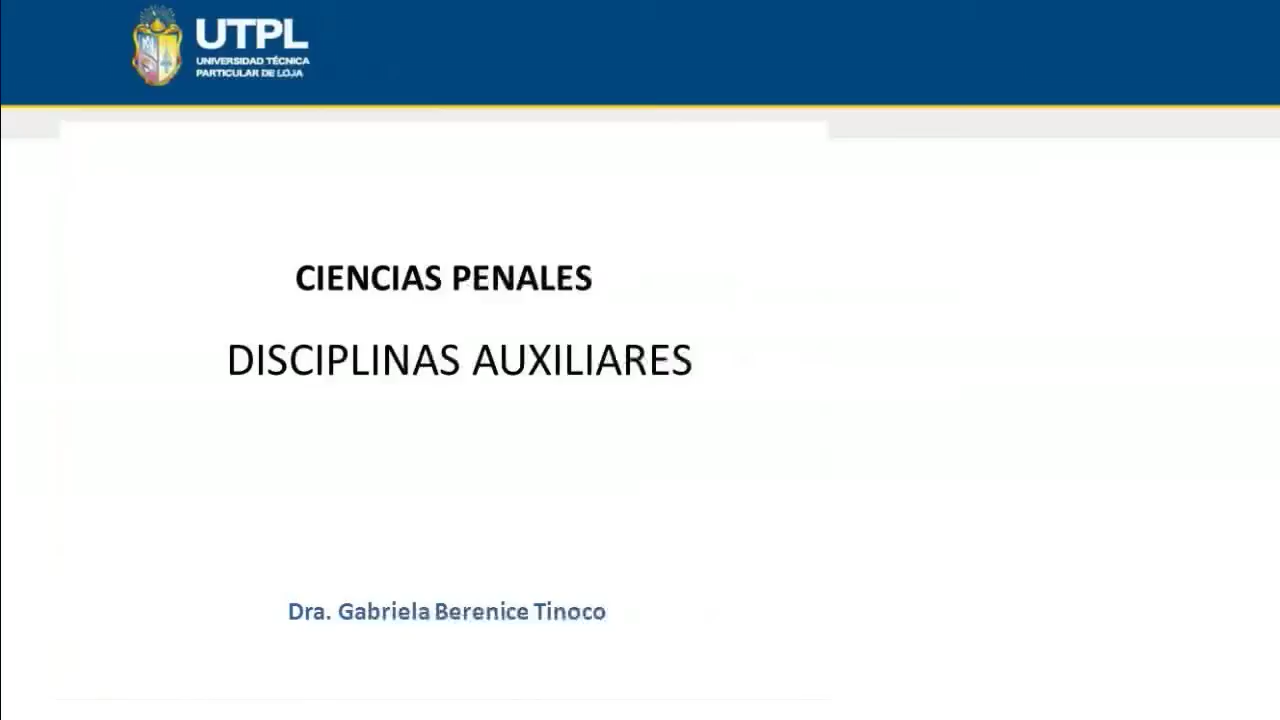 UTPL
UNIVERSIDAD TÉCNICA
PARTICULAR DE LOJA
CIENCIAS PENALES
DISCIPLINAS AUXILIARES
Dra. Gabriela Berenice Tinoco